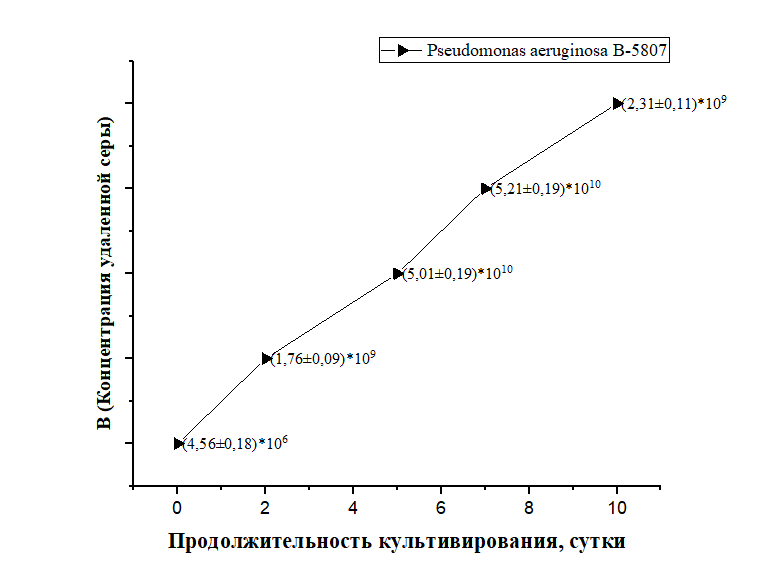 Pseudomonas aeruginosa B-5807
(2,31±0,11)*10⁹
(5,21±0,19)*10¹⁰
(5,01±0,19)*10¹⁰
(1,76±0,09)*10⁹
(4,56±0,18)*10⁶
В (Концентрация удаленной серы)
0 2 4 6 8 10
Продолжительность культивирования, сутки